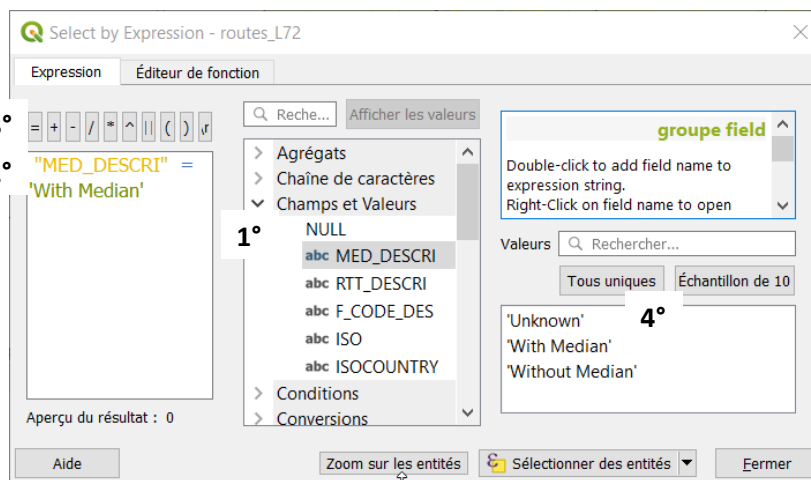 Select by Expression - routes_L72
Expression Éditeur de fonction
= + - / * ^ || ( )
"MED_DESCRI" =
'With Median'
Aperçu du résultat : 0
Reche... Afficher les valeurs
Agrégats
Chaîne de caractères
Champs et Valeurs
1°
NULL
abc MED_DESCRI
abc RTT_DESCRI
abc F_CODE_DES
abc ISO
abc ISOCOUNTRY
Conditions
Conversions
groupe field
Double-click to add field name to
expression string.
Right-Click on field name to open
Valeurs Rechercher...
Tous uniques Échantillon de 10
4°
'Unknown'
'With Median'
'Without Median'
Aide Zoom sur les entités Sélectionner des entités Fermer